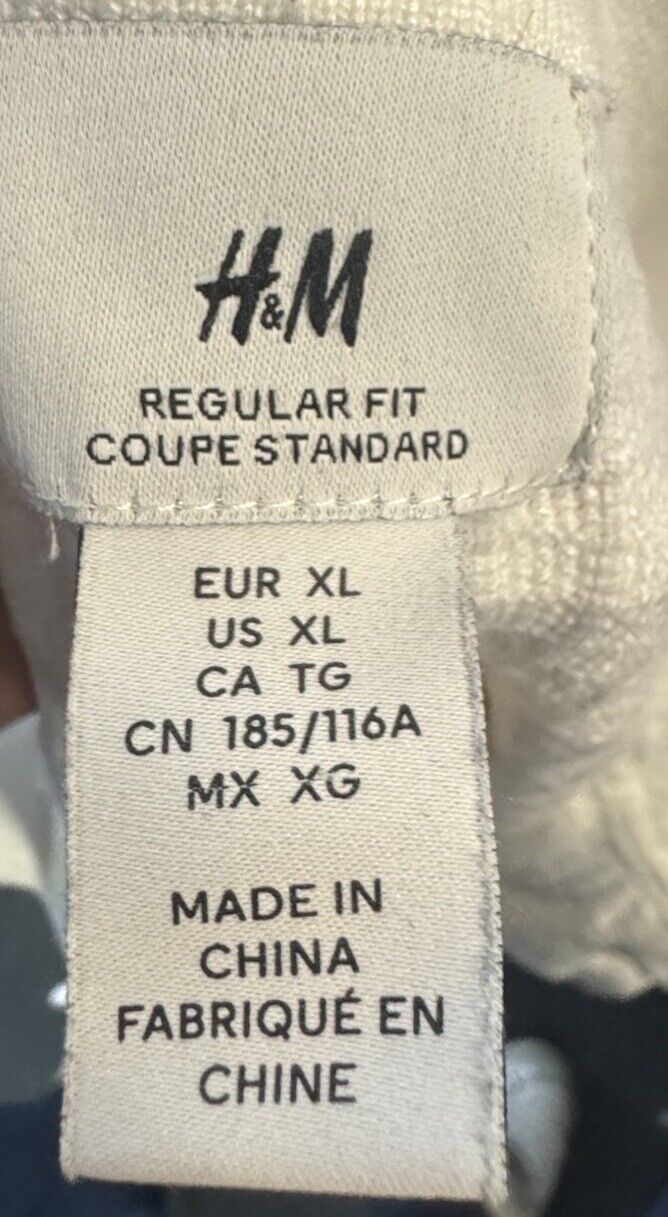 H&M
REGULAR FIT
COUPE STANDARD
EUR XL
US XL
CA TG
CN 185/116A
MX XG
MADE IN
CHINA
FABRIQUÉ EN
CHINE